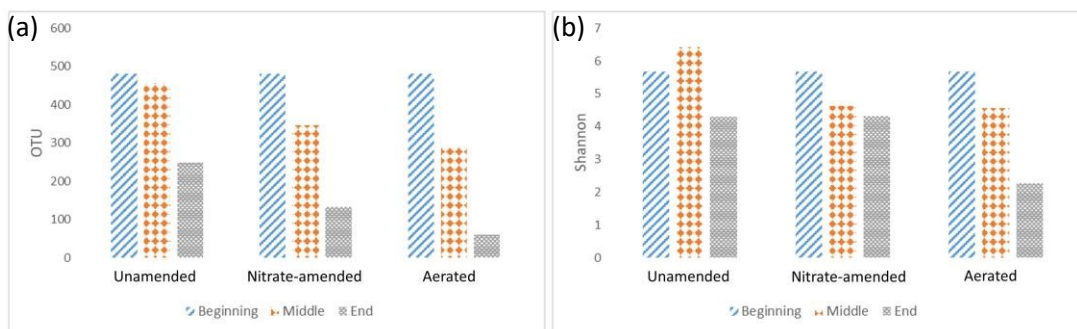 (a)
600
500
400
300
200
100
0
OTU
Unamended Nitrate-amended Aerated
Beginning Middle End
(b)
7
6
5
4
3
2
1
0
Shannon
Unamended Nitrate-amended Aerated
Beginning Middle End